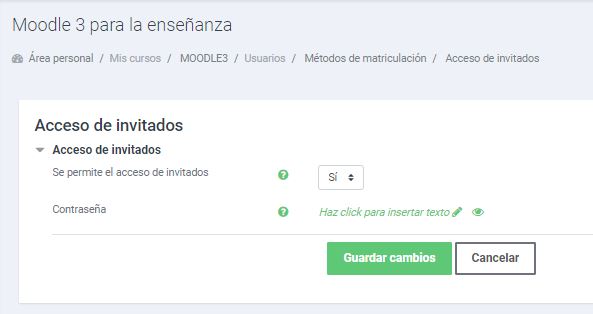 Moodle 3 para la enseñanza
Área personal / Mis cursos / MOODLE3 / Usuarios / Métodos de matriculación / Acceso de invitados
Acceso de invitados
Acceso de invitados
Se permite el acceso de invitados ? Sí
Contraseña ? Haz click para insertar texto
Guardar cambios Cancelar